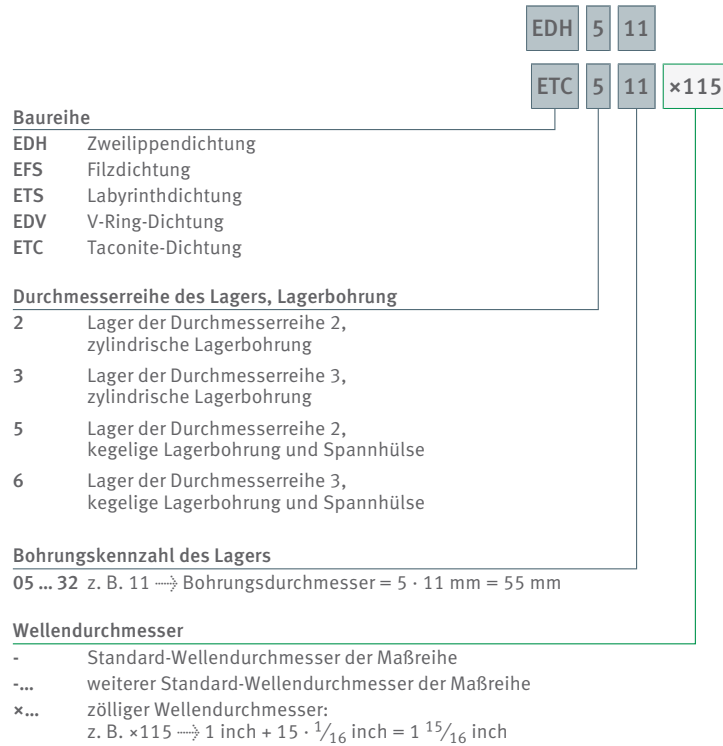 EDH 5 11
ETC 5 11 ×115
Baureihe
EDH Zweilippendichtung
EFS Filzdichtung
ETS Labyrinthdichtung
EDV V-Ring-Dichtung
ETC Taconite-Dichtung
Durchmesserreihe des Lagers, Lagerbohrung
2 Lager der Durchmesserreihe 2,
zylindrische Lagerbohrung
3 Lager der Durchmesserreihe 3,
zylindrische Lagerbohrung
5 Lager der Durchmesserreihe 2,
kegelige Lagerbohrung und Spannhülse
6 Lager der Durchmesserreihe 3,
kegelige Lagerbohrung und Spannhülse
Bohrungskennzahl des Lagers
05 ... 32 z. B. 11 ⤑ Bohrungsdurchmesser = 5 · 11 mm = 55 mm
Wellendurchmesser
- Standard-Wellendurchmesser der Maßreihe
-... weiterer Standard-Wellendurchmesser der Maßreihe
×... zölliger Wellendurchmesser:
z. B. ×115 ⤑ 1 inch + 15 · 1/16 inch = 1 15/16 inch